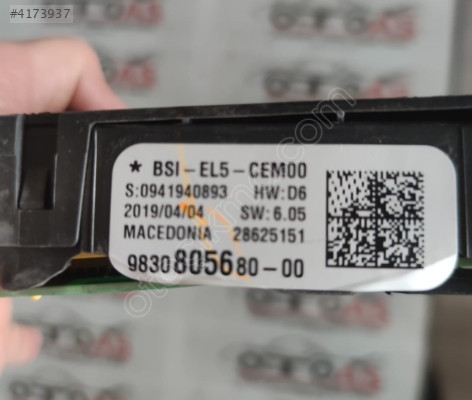 #4173937
★ BSI-EL5-CEM00
S:0941940893 HW:D6
2019/04/04 SW:6.05
MACEDONIA 28625151
9830805680-00